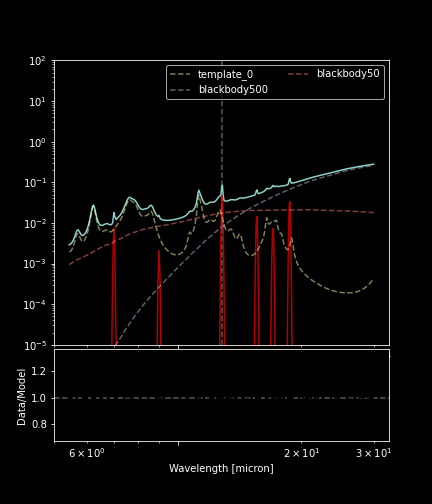 10²
10¹
10⁰
10⁻¹
10⁻²
10⁻³
10⁻⁴
10⁻⁵
template_0
blackbody500
blackbody50
Data/Model
1.2
1.0
0.8
6 × 10⁰
2 × 10¹
3 × 10¹
Wavelength [micron]